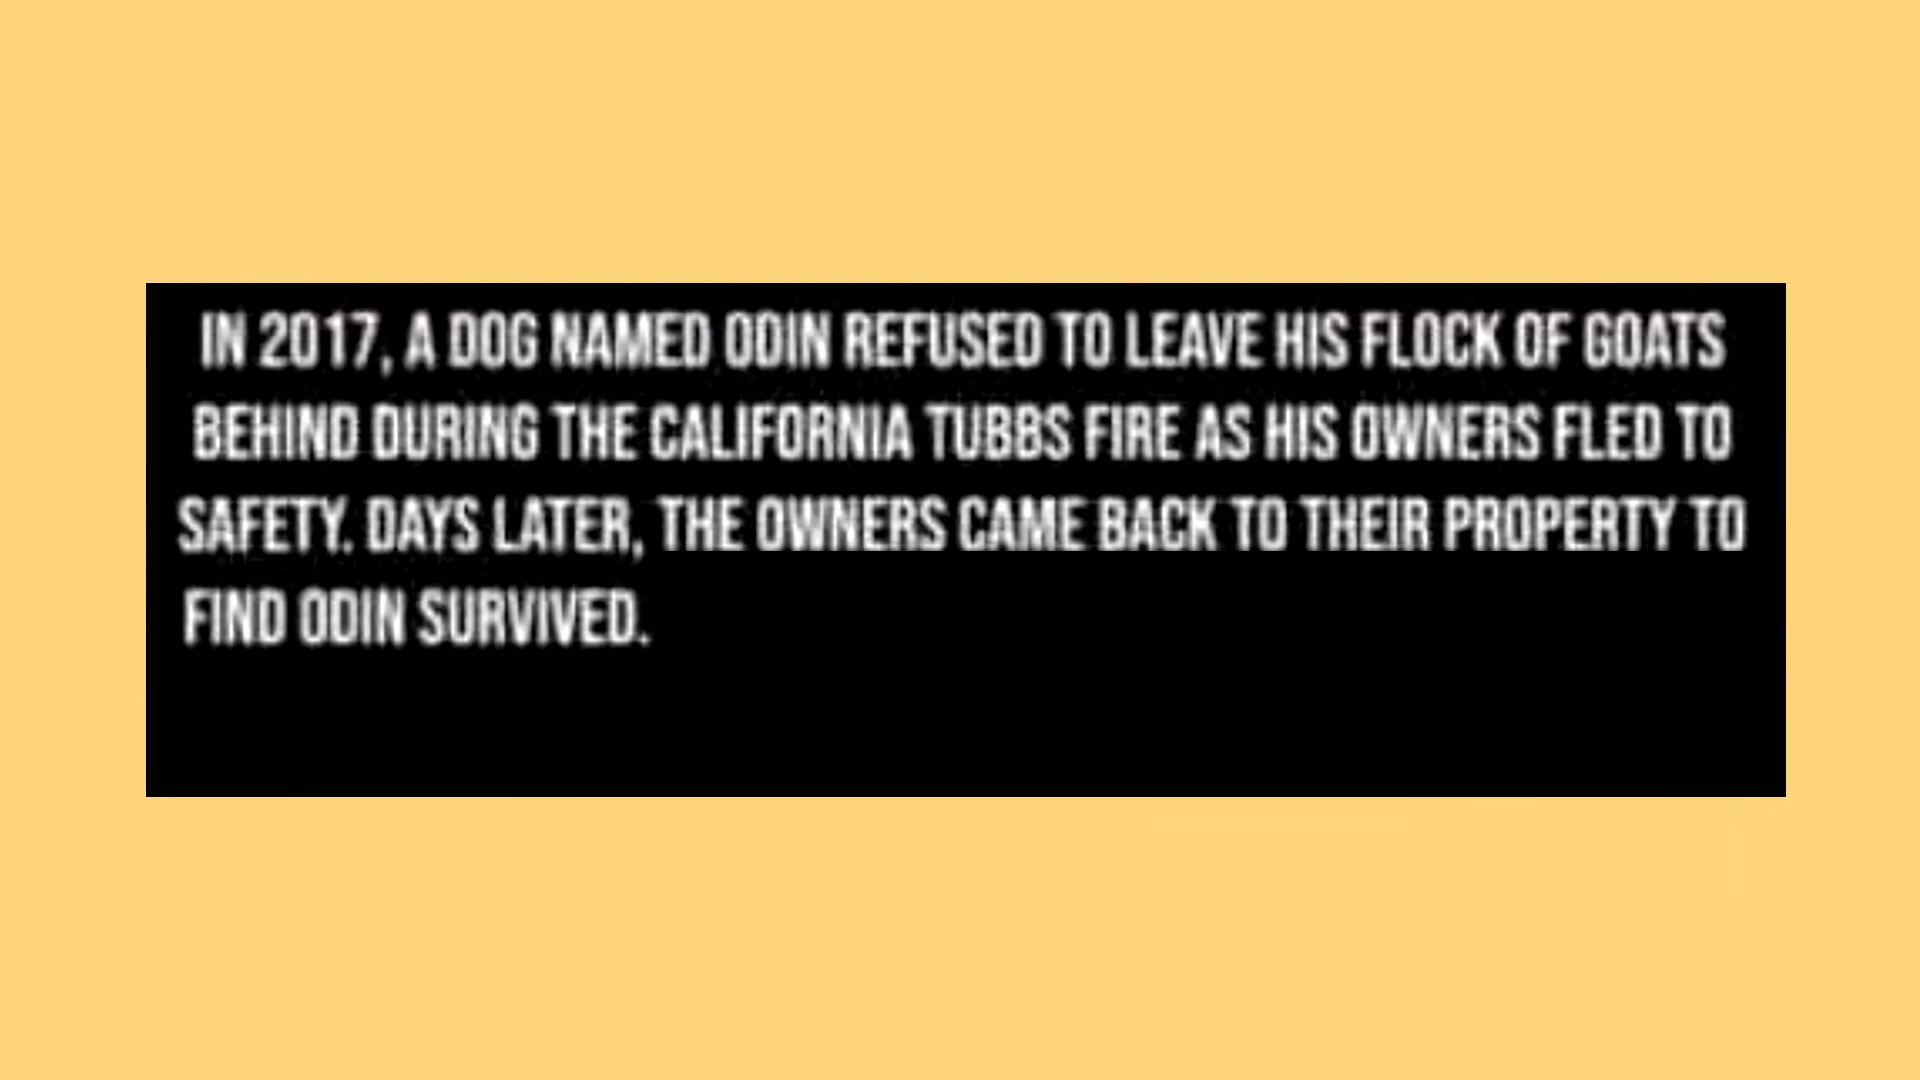 IN 2017, A DOG NAMED ODIN REFUSED TO LEAVE HIS FLOCK OF GOATS
BEHIND DURING THE CALIFORNIA TUBBS FIRE AS HIS OWNERS FLED TO
SAFETY. DAYS LATER, THE OWNERS CAME BACK TO THEIR PROPERTY TO
FIND ODIN SURVIVED.